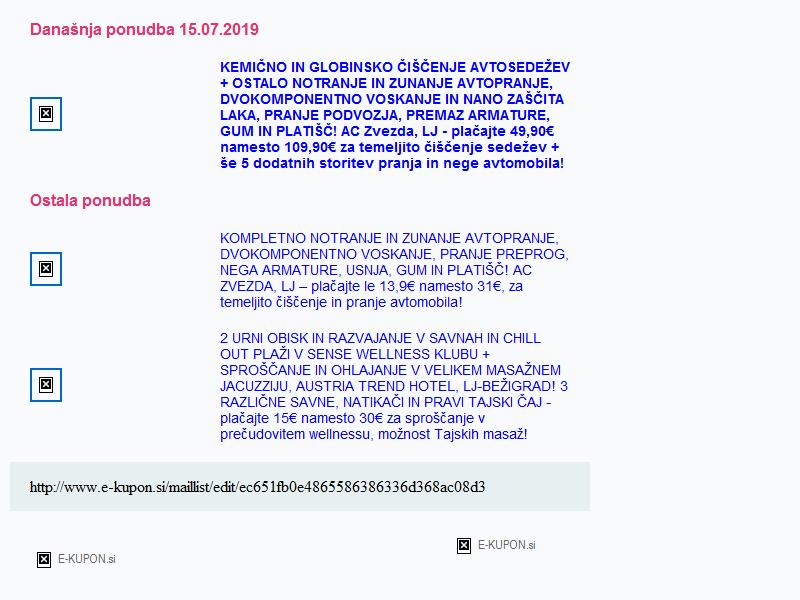 Današnja ponudba 15.07.2019
KEMIČNO IN GLOBINSKO ČIŠČENJE AVTOSEDEŽEV
+ OSTALO NOTRANJE IN ZUNANJE AVTOPRANJE,
DVOKOMPONENTNO VOSKANJE IN NANO ZAŠČITA
LAKA, PRANJE PODVOZJA, PREMAZ ARMATURE,
GUM IN PLATIŠČ! AC Zvezda, LJ - plačajte 49,90€
namesto 109,90€ za temeljito čiščenje sedežev +
še 5 dodatnih storitev pranja in nege avtomobila!
Ostala ponudba
KOMPLETNO NOTRANJE IN ZUNANJE AVTOPRANJE,
DVOKOMPONENTNO VOSKANJE, PRANJE PREPROG,
NEGA ARMATURE, USNJA, GUM IN PLATIŠČ! AC
ZVEZDA, LJ – plačajte le 13,9€ namesto 31€, za
temeljito čiščenje in pranje avtomobila!
2 URNI OBISK IN RAZVAJANJE V SAVNAH IN CHILL
OUT PLAŽI V SENSE WELLNESS KLUBU +
SPROŠČANJE IN OHLAJANJE V VELIKEM MASAŽNEM
JACUZZIJU, AUSTRIA TREND HOTEL, LJ-BEŽIGRAD! 3
RAZLIČNE SAVNE, NATIKAČI IN PRAVI TAJSKI ČAJ -
plačajte 15€ namesto 30€ za sproščanje v
prečudovitem wellnessu, možnost Tajskih masaž!
http://www.e-kupon.si/maillist/edit/ec651fb0e4865586386336d368ac08d3
E-KUPON.si
E-KUPON.si